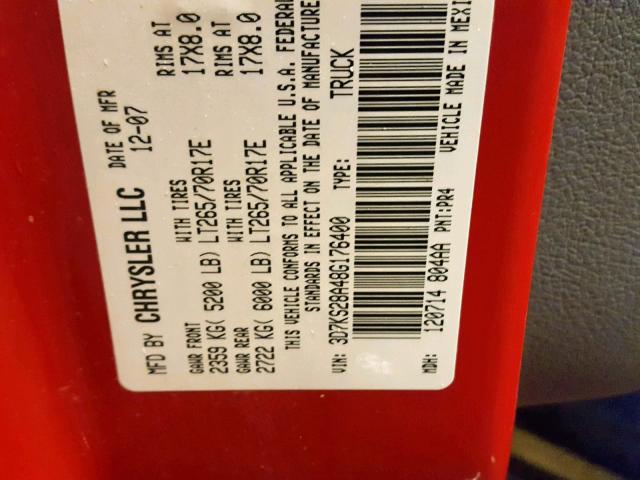 MFD BY CHRYSLER LLC
DATE OF MFR
12-07
GAWR FRONT WITH TIRES RIMS AT
2359 KG( 5200 LB) LT265/70R17E 17X8.0
GAWR REAR WITH TIRES RIMS AT
2722 KG( 6000 LB) LT265/70R17E 17X8.0
THIS VEHICLE CONFORMS TO ALL APPLICABLE U.S.A. FEDERAL
STANDARDS IN EFFECT ON THE DATE OF MANUFACTURE
VIN: 3D7KS28A48G176400 TYPE: TRUCK
MDH: 120714 804AA PNT:PR4 VEHICLE MADE IN MEXI